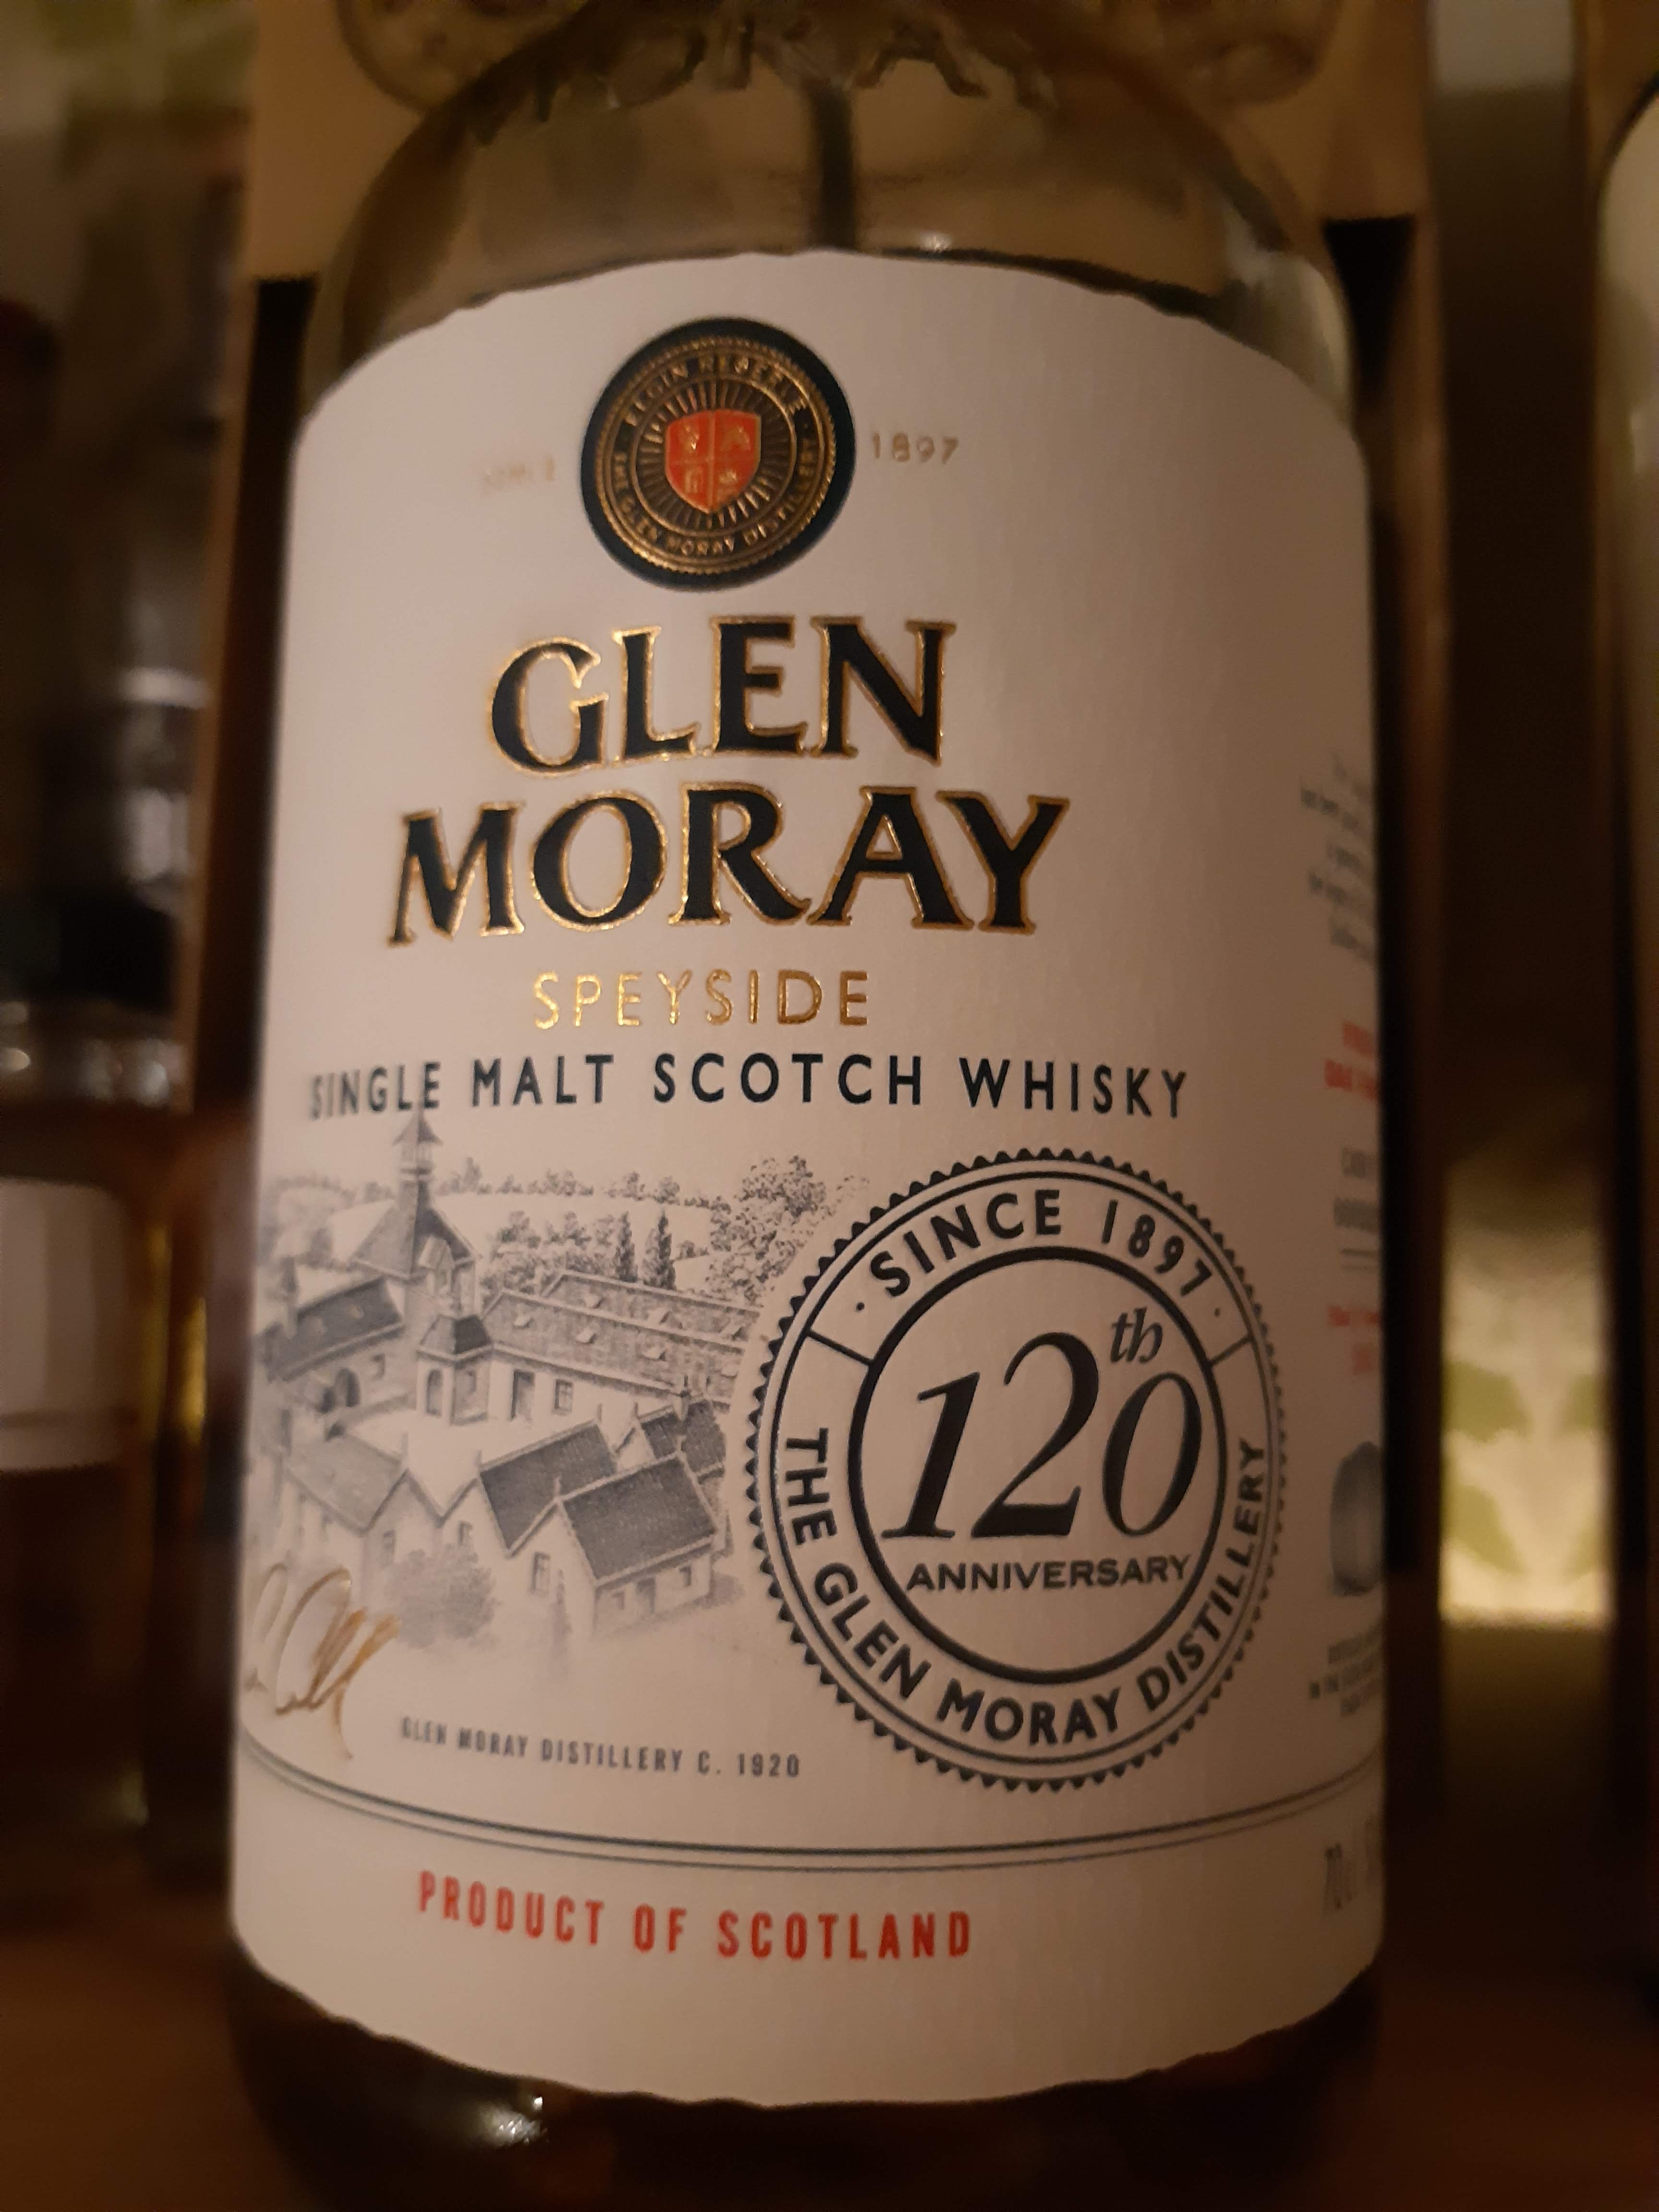 ELGIN RESERVE
THE GLEN MORAY DISTILLERY
1897
GLEN
MORAY
SPEYSIDE
SINGLE MALT SCOTCH WHISKY
· SINCE 1897 ·
120th
ANNIVERSARY
THE GLEN MORAY DISTILLERY
GLEN MORAY DISTILLERY C. 1920
70cl
PRODUCT OF SCOTLAND